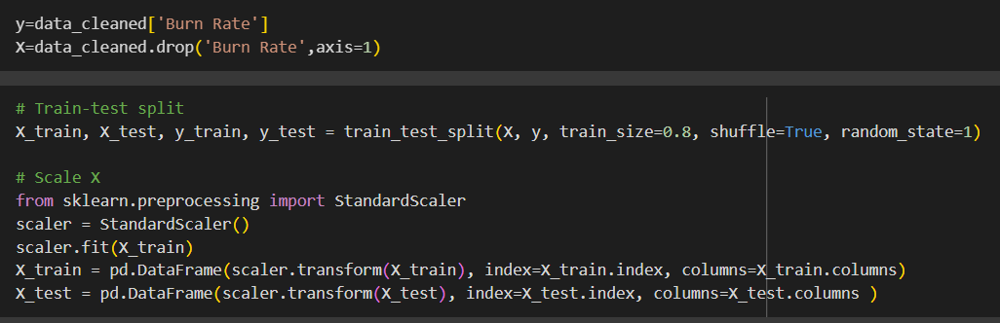 y=data_cleaned['Burn Rate']
X=data_cleaned.drop('Burn Rate',axis=1)
# Train-test split
X_train, X_test, y_train, y_test = train_test_split(X, y, train_size=0.8, shuffle=True, random_state=1)
# Scale X
from sklearn.preprocessing import StandardScaler
scaler = StandardScaler()
scaler.fit(X_train)
X_train = pd.DataFrame(scaler.transform(X_train), index=X_train.index, columns=X_train.columns)
X_test = pd.DataFrame(scaler.transform(X_test), index=X_test.index, columns=X_test.columns )